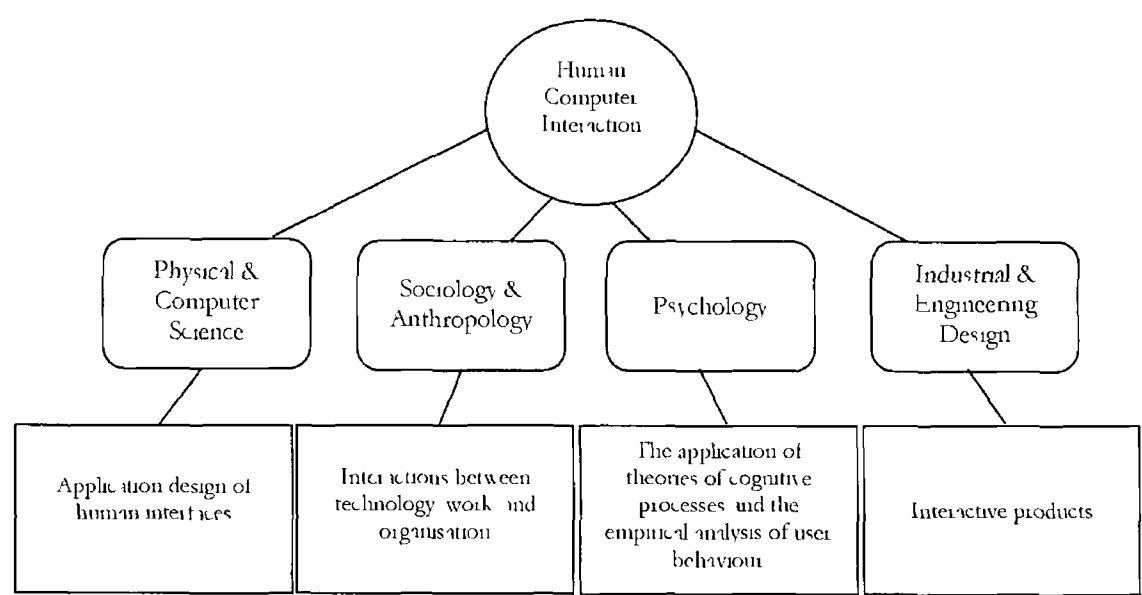 Human
Computer
Interaction
Physical &
Computer
Science
Sociology &
Anthropology
Psychology
Industrial &
Engineering
Design
Application design of
human interfaces
Interactions between
technology work and
organisation
The application of
theories of cognitive
processes and the
empirical analysis of user
behaviour
Interactive products